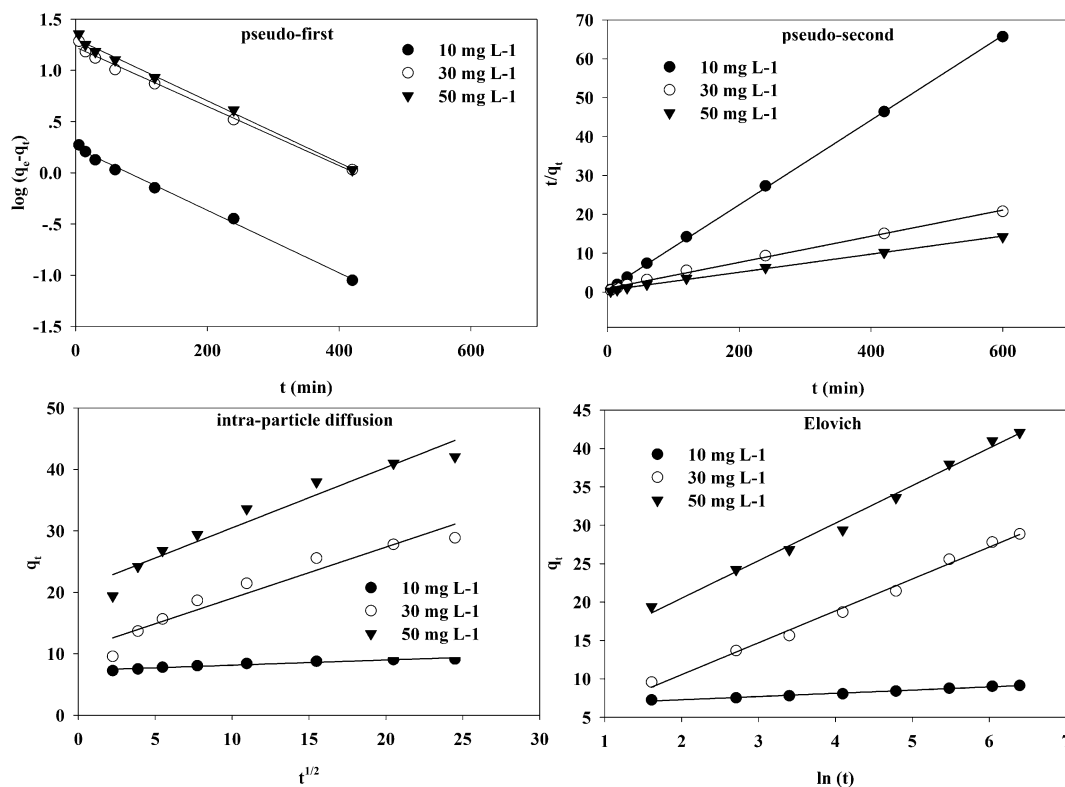 pseudo-first
10 mg L-1
30 mg L-1
50 mg L-1
1.5
1.0
.5
0.0
-.5
-1.0
-1.5
log (qe-qt)
0
200
400
600
t (min)
pseudo-second
10 mg L-1
30 mg L-1
50 mg L-1
70
60
50
40
30
20
10
0
t/qt
0
200
400
600
t (min)
intra-particle diffusion
50
40
30
20
10
0
qt
10 mg L-1
30 mg L-1
50 mg L-1
0
5
10
15
20
25
30
t1/2
Elovich
45
40
35
30
25
20
15
10
5
qt
10 mg L-1
30 mg L-1
50 mg L-1
1
2
3
4
5
6
7
ln (t)